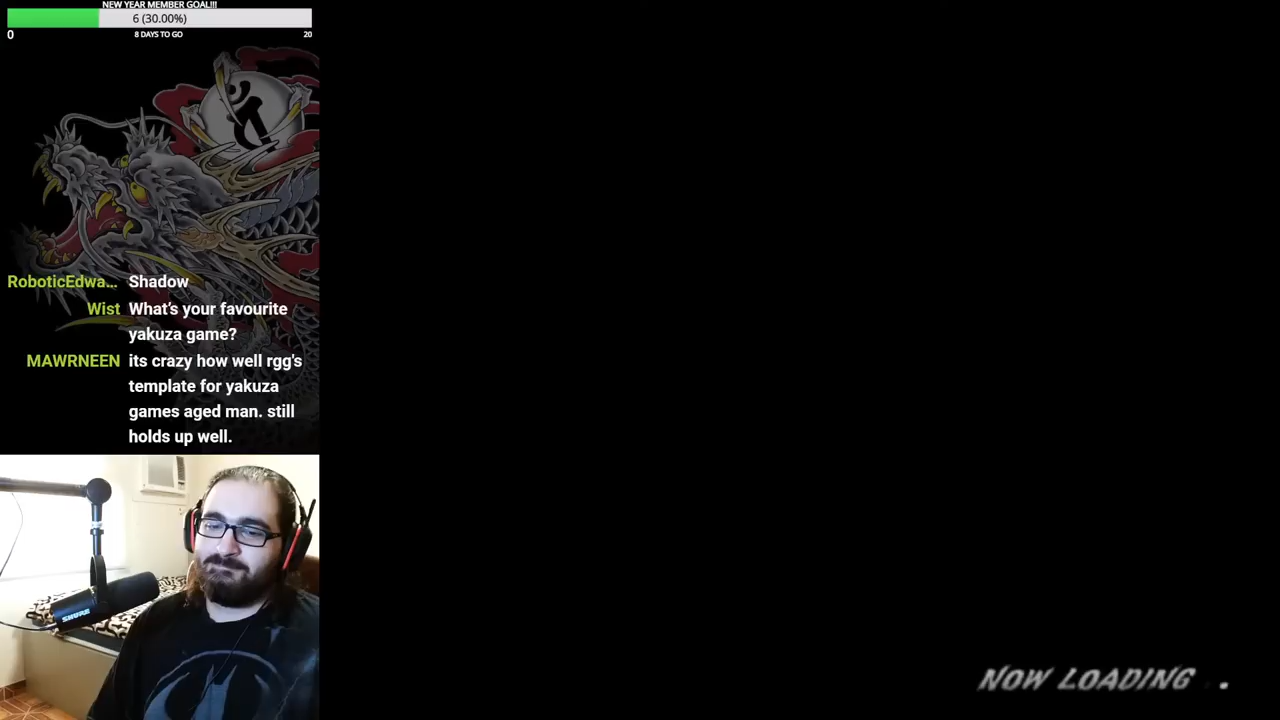 NEW YEAR MEMBER GOAL!!!
6 (30.00%)
0 8 DAYS TO GO 20
RoboticEdwa... Shadow
Wist What's your favourite
yakuza game?
MAWRNEEN its crazy how well rgg's
template for yakuza
games aged man. still
holds up well.
SHURE
NOW LOADING . .